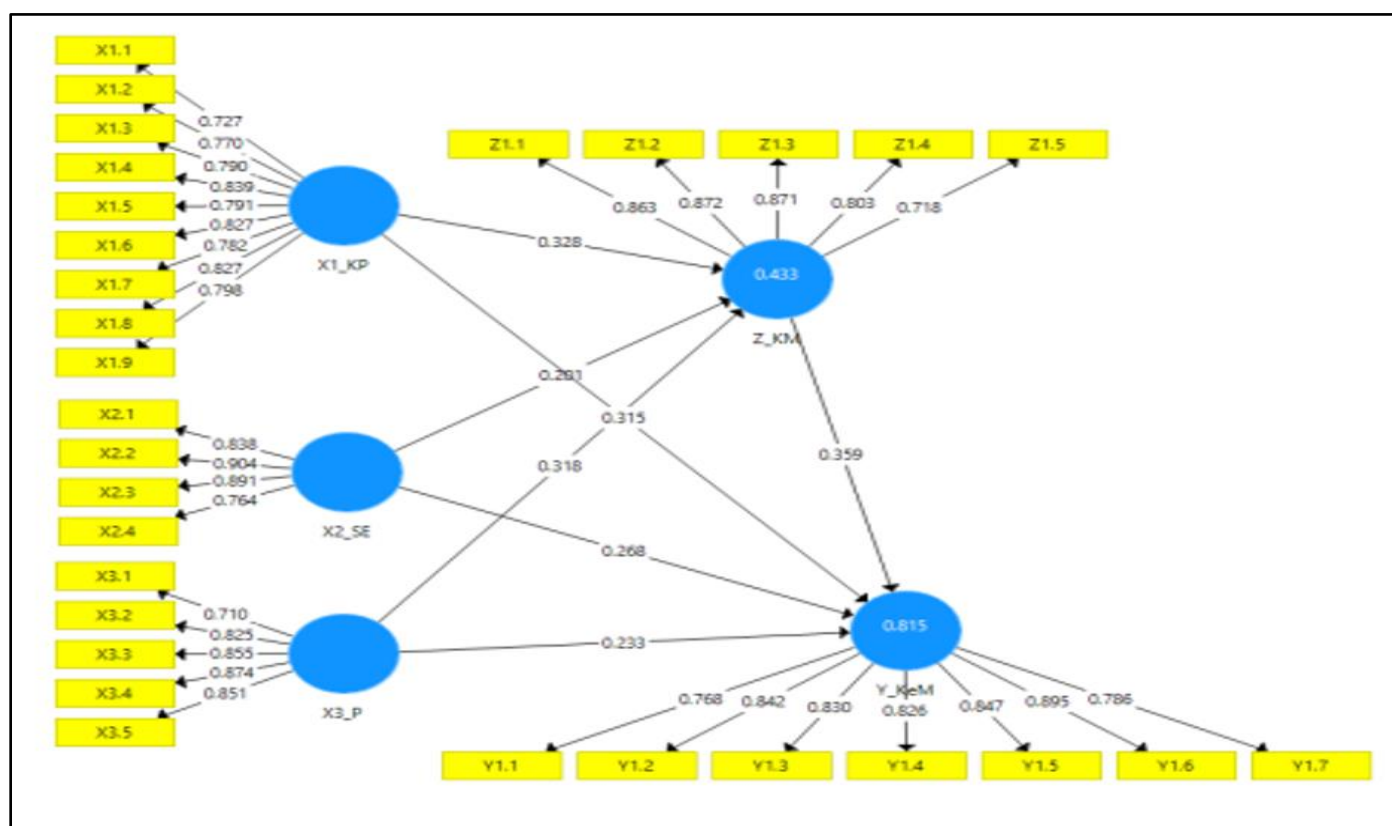 X1.1
X1.2
X1.3
X1.4
X1.5
X1.6
X1.7
X1.8
X1.9
0.727
0.770
0.790
0.839
0.791
0.827
0.782
0.827
0.798
X1_KP
Z1.1
Z1.2
Z1.3
Z1.4
Z1.5
0.863
0.872
0.871
0.803
0.718
0.433
Z_KM
0.328
0.201
0.315
0.318
0.359
X2.1
X2.2
X2.3
X2.4
0.838
0.904
0.891
0.764
X2_SE
0.268
X3.1
X3.2
X3.3
X3.4
X3.5
0.710
0.825
0.855
0.874
0.851
X3_P
0.233
0.815
Y_KeM
0.768
0.842
0.830
0.826
0.847
0.895
0.786
Y1.1
Y1.2
Y1.3
Y1.4
Y1.5
Y1.6
Y1.7